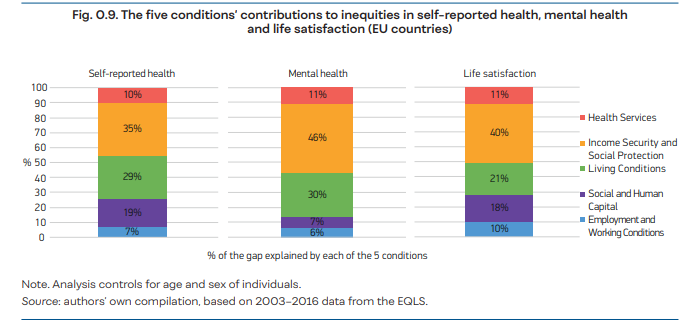 Fig. 0.9. The five conditions' contributions to inequities in self-reported health, mental health
and life satisfaction (EU countries)
Self-reported health
Mental health
Life satisfaction
100
90
80
70
60
% 50
40
30
20
10
0
10%
35%
29%
19%
7%
11%
46%
30%
7%
6%
11%
40%
21%
18%
10%
Health Services
Income Security and
Social Protection
Living Conditions
Social and Human
Capital
Employment and
Working Conditions
% of the gap explained by each of the 5 conditions
Note. Analysis controls for age and sex of individuals.
Source: authors' own compilation, based on 2003–2016 data from the EQLS.